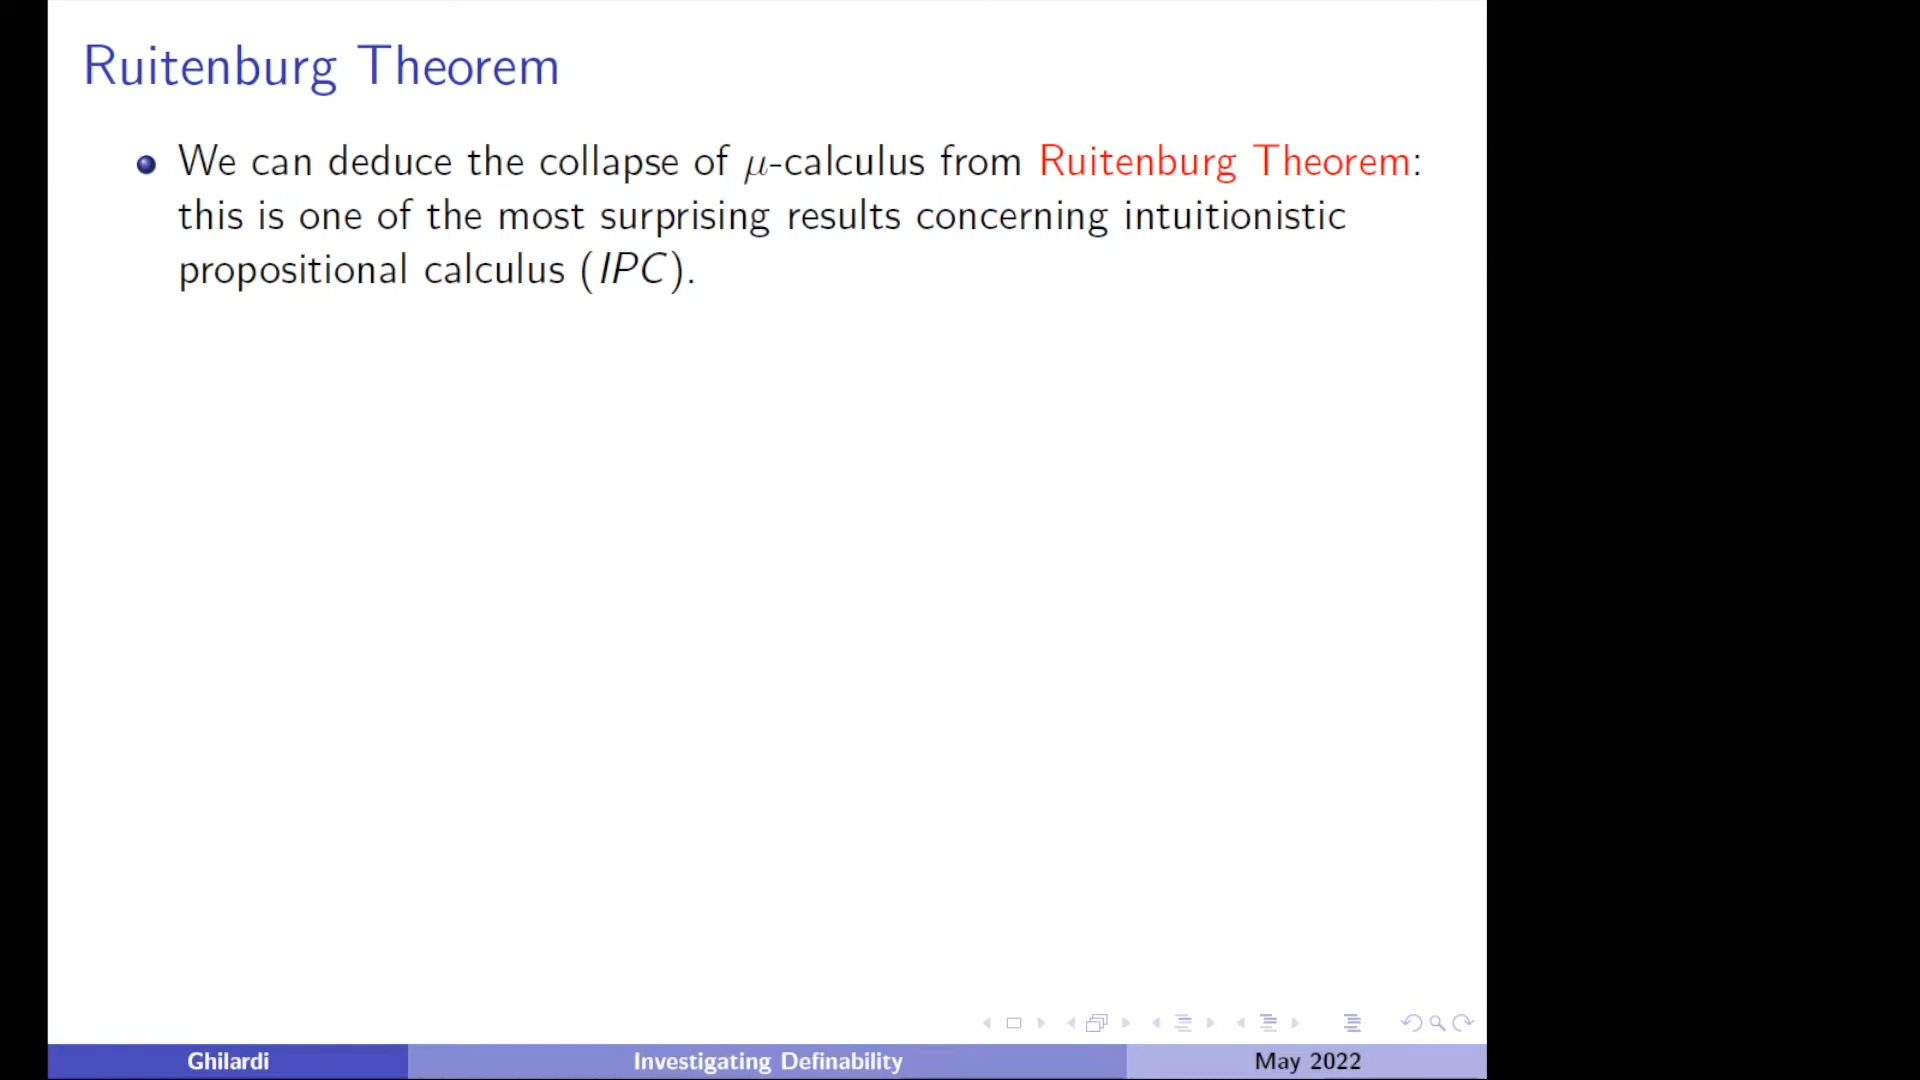 Ruitenburg Theorem
We can deduce the collapse of μ-calculus from Ruitenburg Theorem:
this is one of the most surprising results concerning intuitionistic
propositional calculus (IPC).
Ghilardi Investigating Definability May 2022